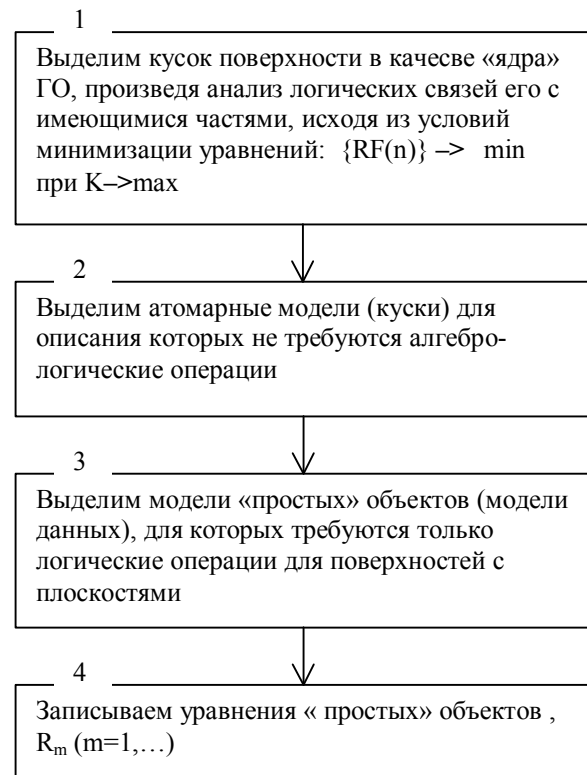 1
Выделим кусок поверхности в качесве «ядра»
ГО, произведя анализ логических связей его с
имеющимися частями, исходя из условий
минимизации уравнений: {RF(n)} –> min
при K–>max
2
Выделим атомарные модели (куски) для
описания которых не требуются алгебро-
логические операции
3
Выделим модели «простых» объектов (модели
данных), для которых требуются только
логические операции для поверхностей с
плоскостями
4
Записываем уравнения « простых» объектов ,
Rm (m=1,…)